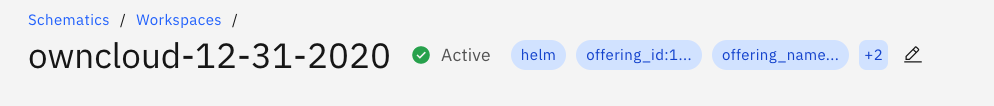 Schematics / Workspaces /
owncloud-12-31-2020 Active helm offering_id:1... offering_name... +2